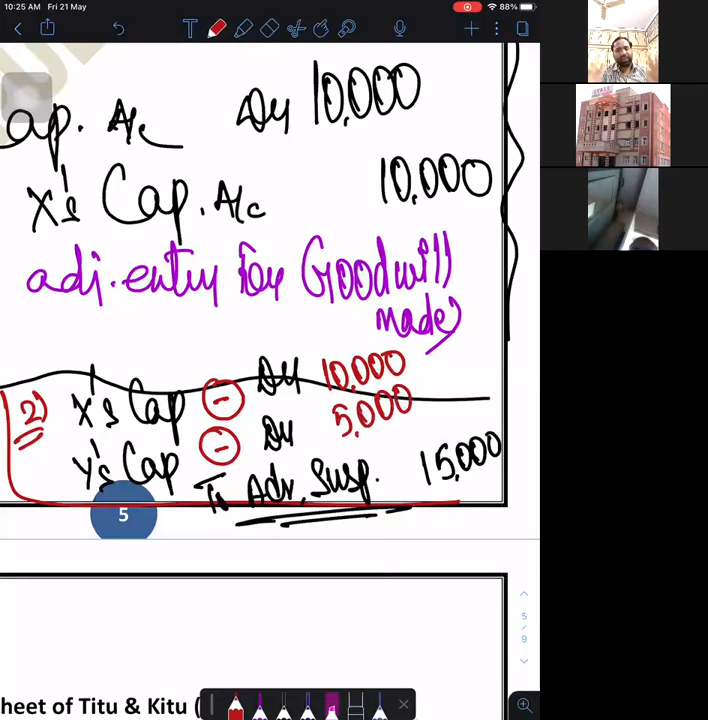 10:25 AM Fri 21 May
88%
ap. A/c Dr 10,000
X's Cap. A/c 10,000
adj. entry for Goodwill
made)
2) X's Cap - Dr 10,000
Y's Cap - Dr 5,000
To Adv. Susp. 15,000
5
5
/
9
heet of Titu & Kitu (